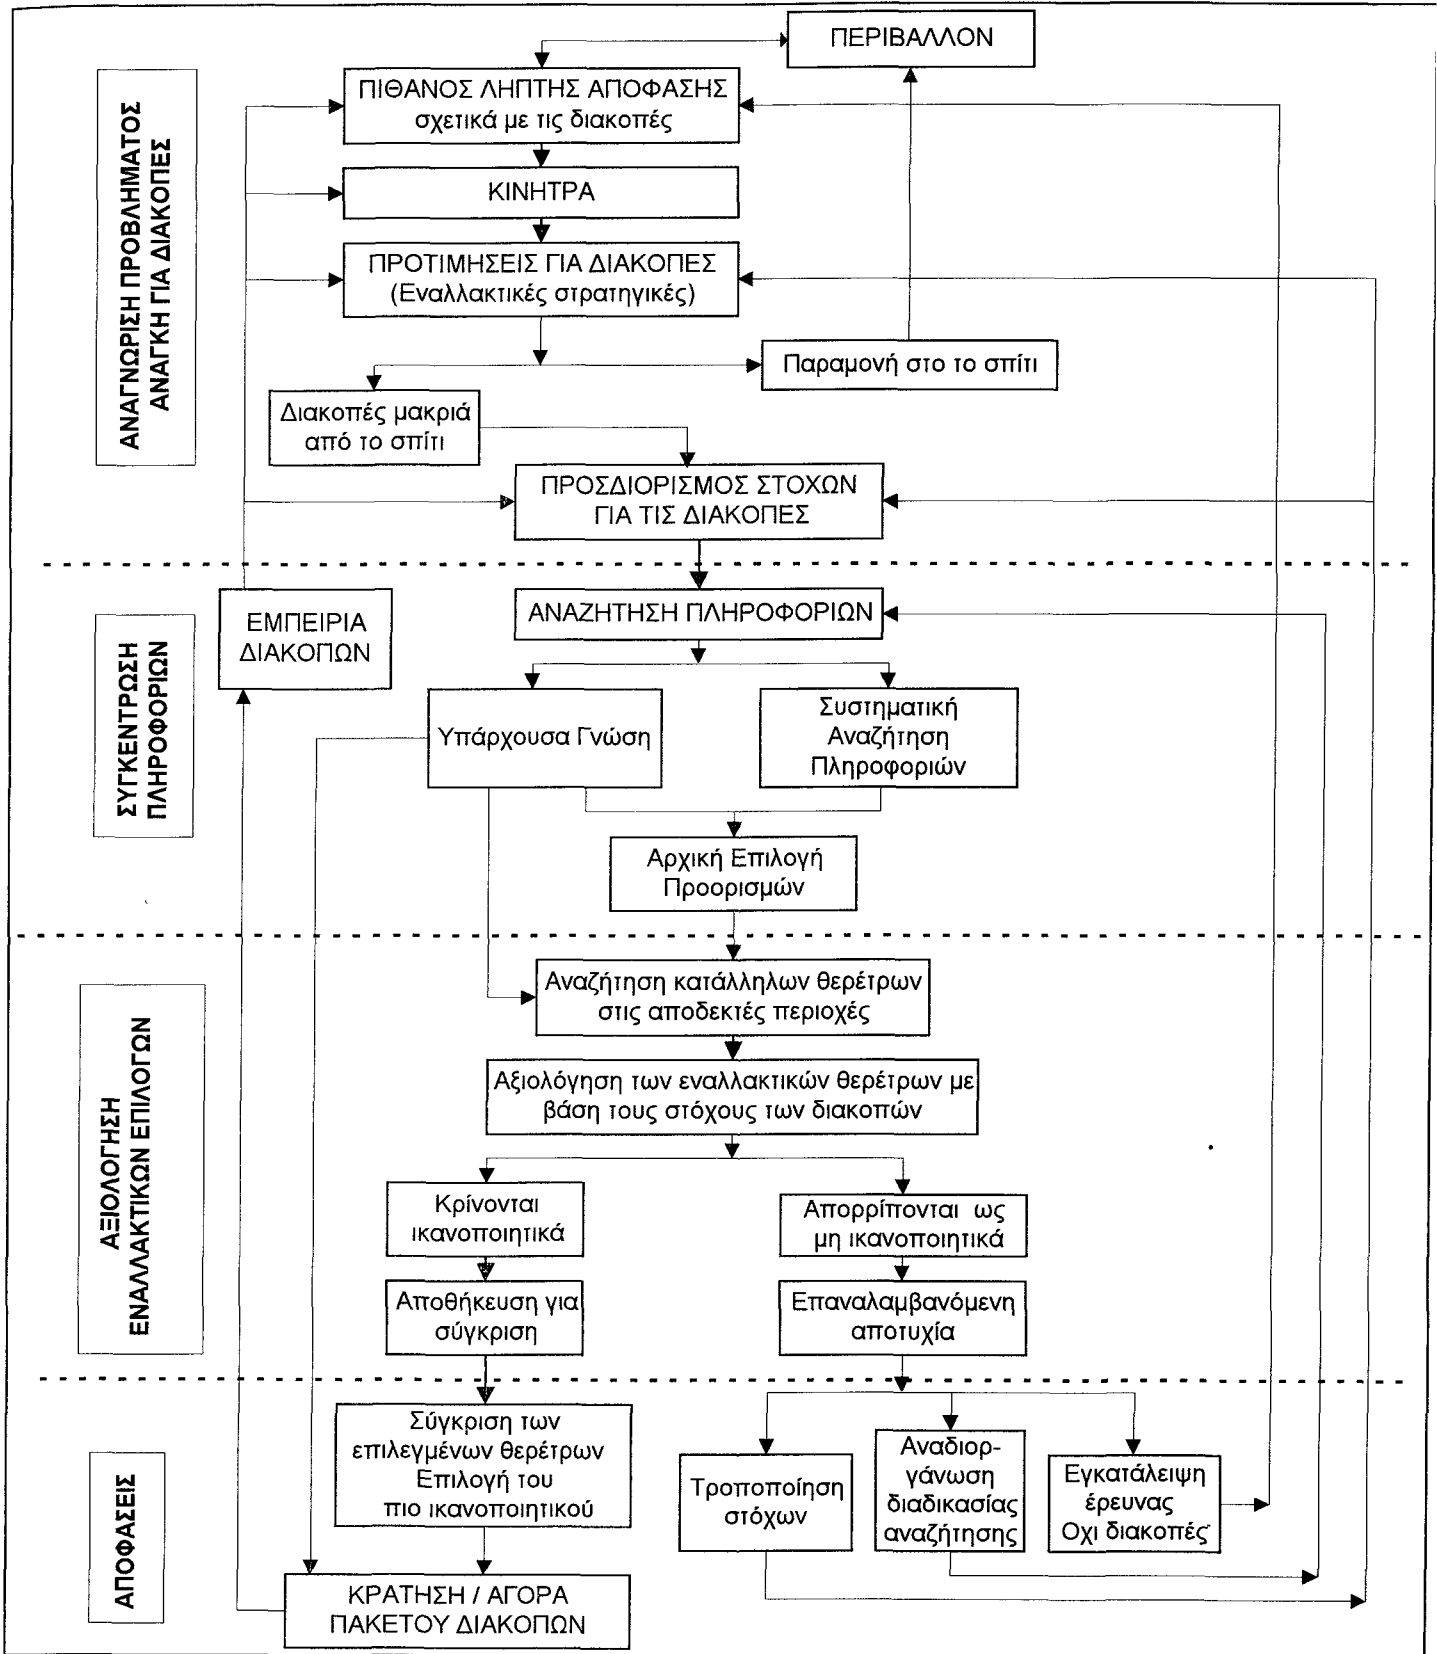 ΠΕΡΙΒΑΛΛΟΝ
ΑΝΑΓΝΩΡΙΣΗ ΠΡΟΒΛΗΜΑΤΟΣ
ΑΝΑΓΚΗ ΓΙΑ ΔΙΑΚΟΠΕΣ
ΠΙΘΑΝΟΣ ΛΗΠΤΗΣ ΑΠΟΦΑΣΗΣ
σχετικά με τις διακοπές
ΚΙΝΗΤΡΑ
ΠΡΟΤΙΜΗΣΕΙΣ ΓΙΑ ΔΙΑΚΟΠΕΣ
(Εναλλακτικές στρατηγικές)
Παραμονή στο το σπίτι
Διακοπές μακριά
από το σπίτι
ΠΡΟΣΔΙΟΡΙΣΜΟΣ ΣΤΟΧΩΝ
ΓΙΑ ΤΙΣ ΔΙΑΚΟΠΕΣ
ΣΥΓΚΕΝΤΡΩΣΗ
ΠΛΗΡΟΦΟΡΙΩΝ
ΕΜΠΕΙΡΙΑ
ΔΙΑΚΟΠΩΝ
ΑΝΑΖΗΤΗΣΗ ΠΛΗΡΟΦΟΡΙΩΝ
Υπάρχουσα Γνώση
Συστηματική
Αναζήτηση
Πληροφοριών
Αρχική Επιλογή
Προορισμών
ΑΞΙΟΛΟΓΗΣΗ
ΕΝΑΛΛΑΚΤΙΚΩΝ ΕΠΙΛΟΓΩΝ
Αναζήτηση κατάλληλων θερέτρων
στις αποδεκτές περιοχές
Αξιολόγηση των εναλλακτικών θερέτρων με
βάση τους στόχους των διακοπών
Κρίνονται
ικανοποιητικά
Απορρίπονται ως
μη ικανοποιητικά
Αποθήκευση για
σύγκριση
Επαναλαμβανόμενη
αποτυχία
ΑΠΟΦΑΣΕΙΣ
Σύγκριση των
επιλεγμένων θερέτρων
Επιλογή του
πιο ικανοποιητικού
Τροποποίηση
στόχων
Αναδιορ-
γάνωση
διαδικασίας
αναζήτησης
Εγκατάλειψη
έρευνας
Οχι διακοπές
ΚΡΑΤΗΣΗ / ΑΓΟΡΑ
ΠΑΚΕΤΟΥ ΔΙΑΚΟΠΩΝ